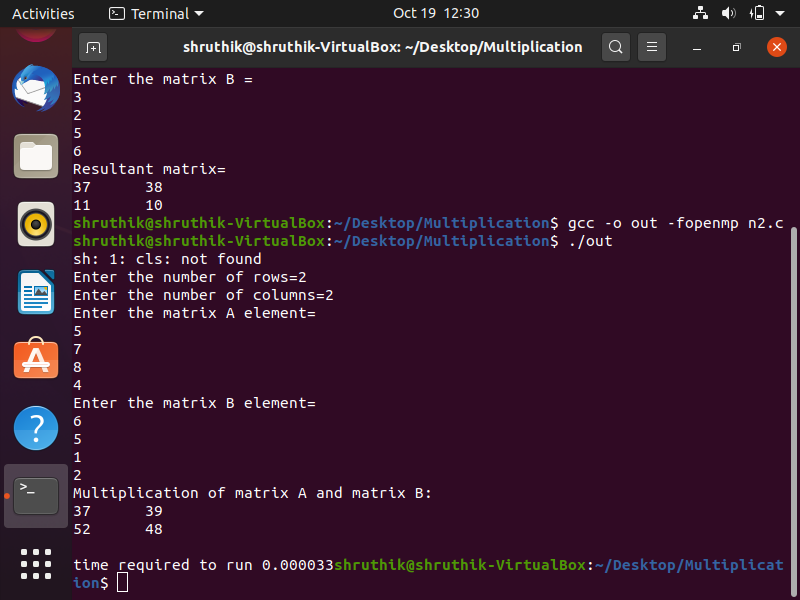 Activities Terminal Oct 19 12:30
shruthik@shruthik-VirtualBox: ~/Desktop/Multiplication
Enter the matrix B =
3
2
5
6
Resultant matrix=
37 38
11 10
shruthik@shruthik-VirtualBox:~/Desktop/Multiplication$ gcc -o out -fopenmp n2.c
shruthik@shruthik-VirtualBox:~/Desktop/Multiplication$ ./out
sh: 1: cls: not found
Enter the number of rows=2
Enter the number of columns=2
Enter the matrix A element=
5
7
8
4
Enter the matrix B element=
6
5
1
2
Multiplication of matrix A and matrix B:
37 39
52 48
time required to run 0.000033shruthik@shruthik-VirtualBox:~/Desktop/Multiplicat
ion$